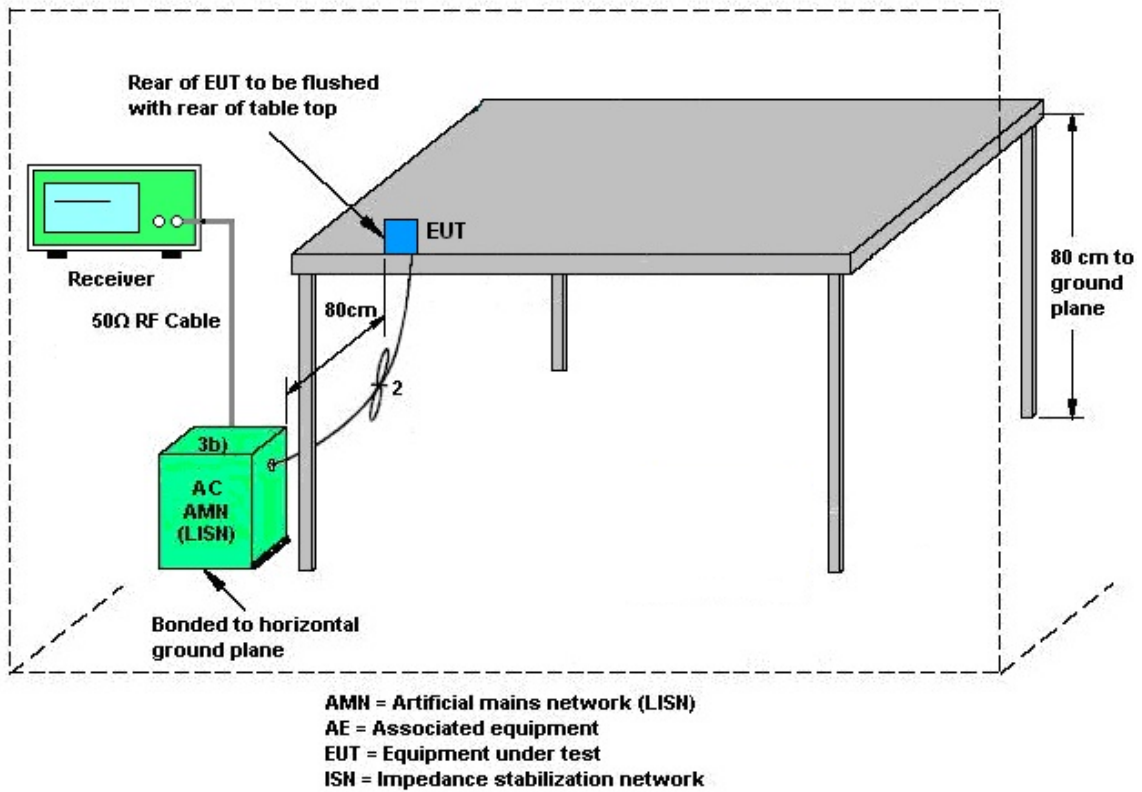 Rear of EUT to be flushed
with rear of table top
EUT
Receiver
50Ω RF Cable
80cm
2
80 cm to
ground
plane
3b)
AC
AMN
(LISN)
Bonded to horizontal
ground plane
AMN = Artificial mains network (LISN)
AE = Associated equipment
EUT = Equipment under test
ISN = Impedance stabilization network